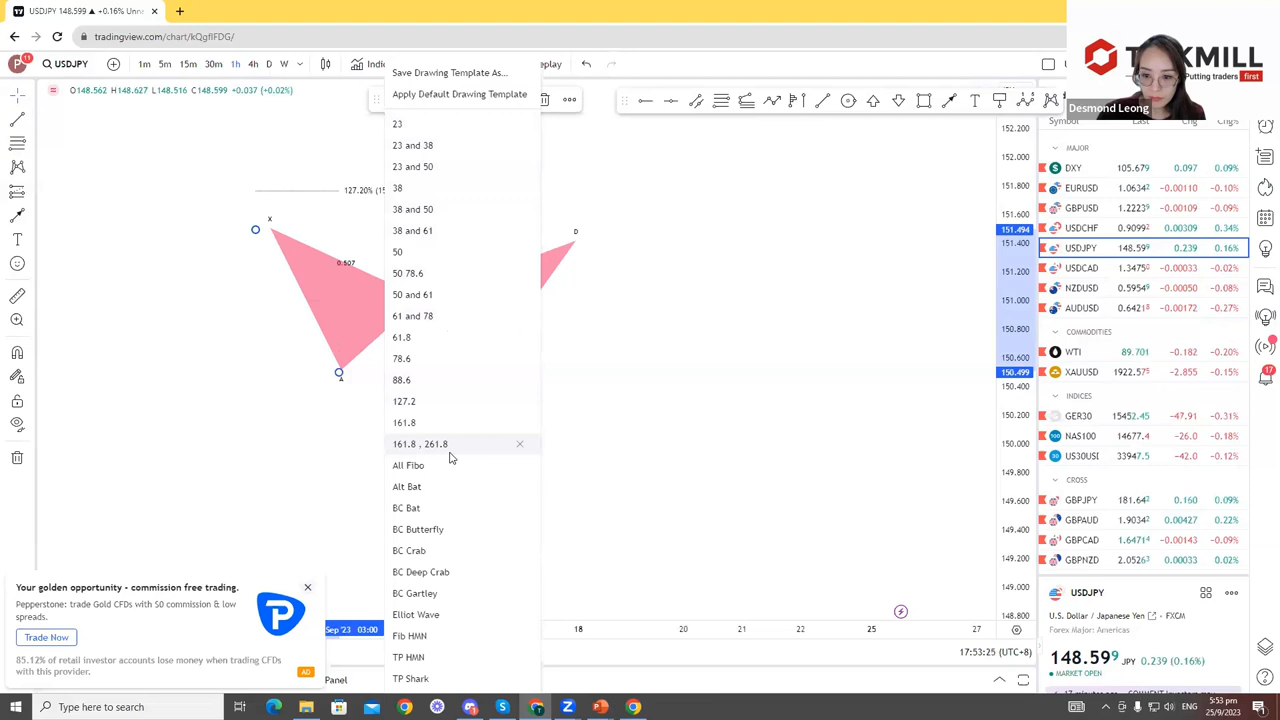 USDJPY 148.599 ▲ +0.16% Unn
tradingview.com/chart/kQgflFDG/
P
11
USDJPY
1m 5m 15m 30m 1h 4h D W
Indi
play
O148.562 H148.627 L148.516 C148.599 +0.037 (+0.02%)
Save Drawing Template As...
Apply Default Drawing Template
23
23 and 38
23 and 50
38
38 and 50
38 and 61
50
50 78.6
50 and 61
61 and 78
61.8
78.6
88.6
127.2
161.8
161.8 , 261.8
All Fibo
Alt Bat
BC Bat
BC Butterfly
BC Crab
BC Deep Crab
BC Gartley
Elliot Wave
Fib HMN
TP HMN
TP Shark
127.20% (15
X
0.507
A
D
152.200
152.000
151.800
151.600
151.494
151.400
151.200
151.000
150.800
150.600
150.499
150.400
150.200
150.000
149.800
149.600
149.400
149.200
149.000
148.800
Sep '23 03:00
18
20
21
22
25
27
17:53:25 (UTC+8)
Panel
Your golden opportunity - commission free trading.
Pepperstone: trade Gold CFDs with $0 commission & low
spreads.
Trade Now
85.12% of retail investor accounts lose money when trading CFDs
with this provider.
AD
TICKMILL
Putting traders first
Desmond Leong
Symbol Last Chg Chg%
MAJOR
DXY 105.679 0.097 0.09%
EURUSD 1.0634² -0.00110 -0.10%
GBPUSD 1.2223⁹ -0.00109 -0.09%
USDCHF 0.9099² 0.00309 0.34%
USDJPY 148.59⁹ 0.239 0.16%
USDCAD 1.3475⁰ -0.00033 -0.02%
NZDUSD 0.5954⁹ -0.00050 -0.08%
AUDUSD 0.6421⁸ -0.00172 -0.27%
COMMODITIES
WTI 89.701 -0.182 -0.20%
XAUUSD 1922.57⁵ -2.855 -0.15%
INDICES
GER30 15452.45 -47.91 -0.31%
NAS100 14677.4 -26.0 -0.18%
US30USD 33947.5 -42.0 -0.12%
CROSS
GBPJPY 181.64² 0.160 0.09%
GBPAUD 1.9034² 0.00427 0.22%
GBPCAD 1.6471⁴ -0.00143 -0.09%
GBPNZD 2.0526³ 0.00033 0.02%
17
USDJPY
U.S. Dollar / Japanese Yen • FXCM
Forex Major: Americas
148.59⁹ JPY 0.239 (0.16%)
MARKET OPEN
Type here to search
5:53 pm
25/9/2023